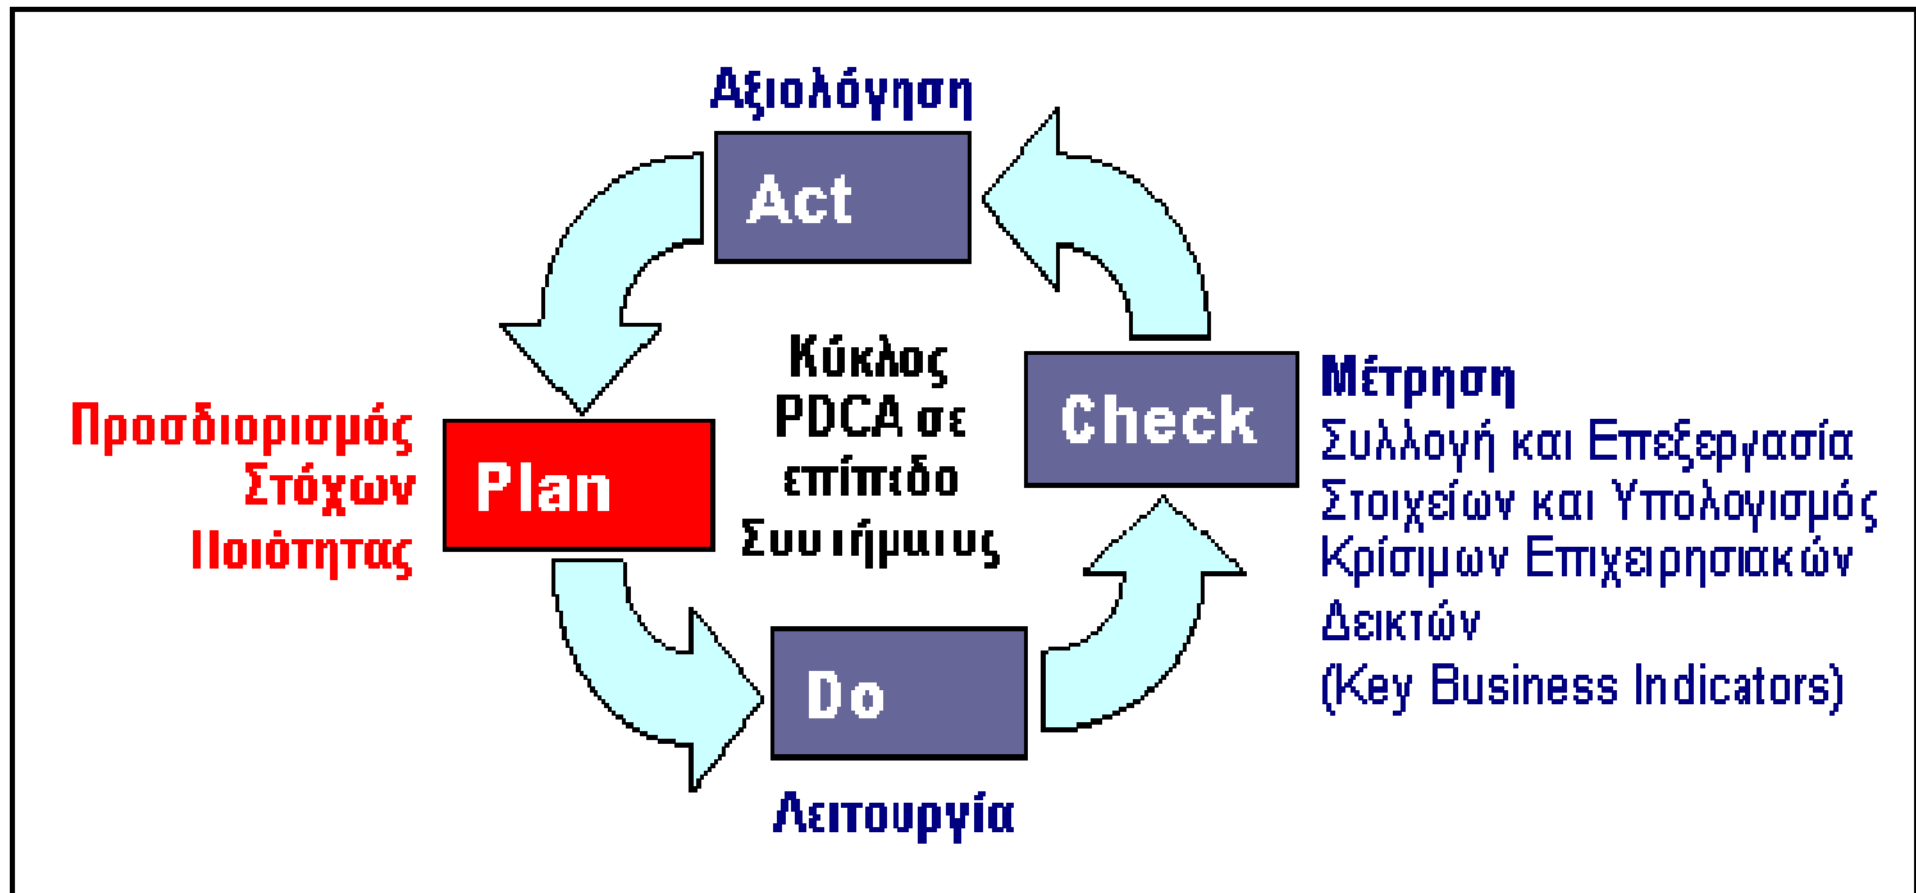 Αξιολόγηση
Act
Κύκλος
PDCA σε
επίπεδο
Συστήματος
Check
Μέτρηση
Συλλογή και Επεξεργασία
Στοιχείων και Υπολογισμός
Κρίσιμων Επιχειρησιακών
Δεικτών
(Key Business Indicators)
Προσδιορισμός
Στόχων
Ποιότητας
Plan
Do
Λειτουργία